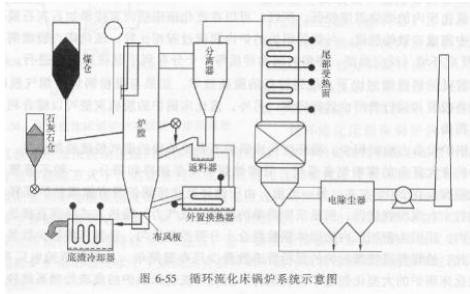 煤仓
石灰石仓
炉膛
分离器
返料器
外置换热器
布风板
底渣冷却器
尾部受热面
电除尘器
图 6-55 循环流化床锅炉系统示意图